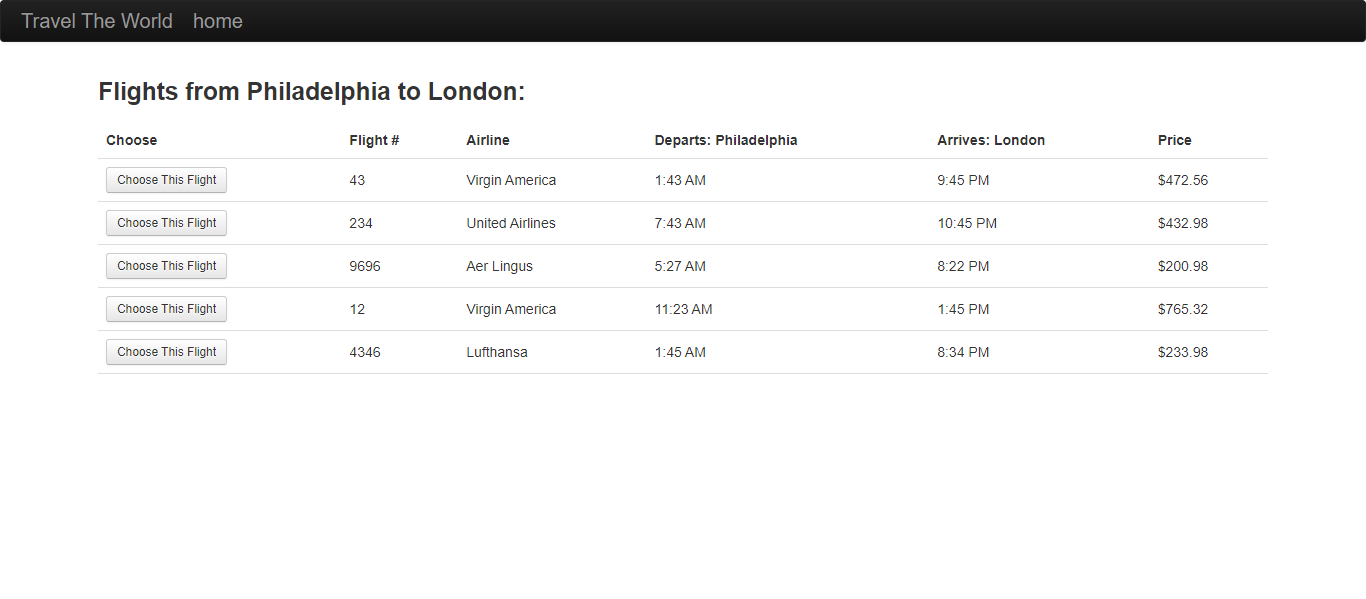 Travel The World home
Flights from Philadelphia to London:
Choose Flight # Airline Departs: Philadelphia Arrives: London Price
Choose This Flight 43 Virgin America 1:43 AM 9:45 PM $472.56
Choose This Flight 234 United Airlines 7:43 AM 10:45 PM $432.98
Choose This Flight 9696 Aer Lingus 5:27 AM 8:22 PM $200.98
Choose This Flight 12 Virgin America 11:23 AM 1:45 PM $765.32
Choose This Flight 4346 Lufthansa 1:45 AM 8:34 PM $233.98